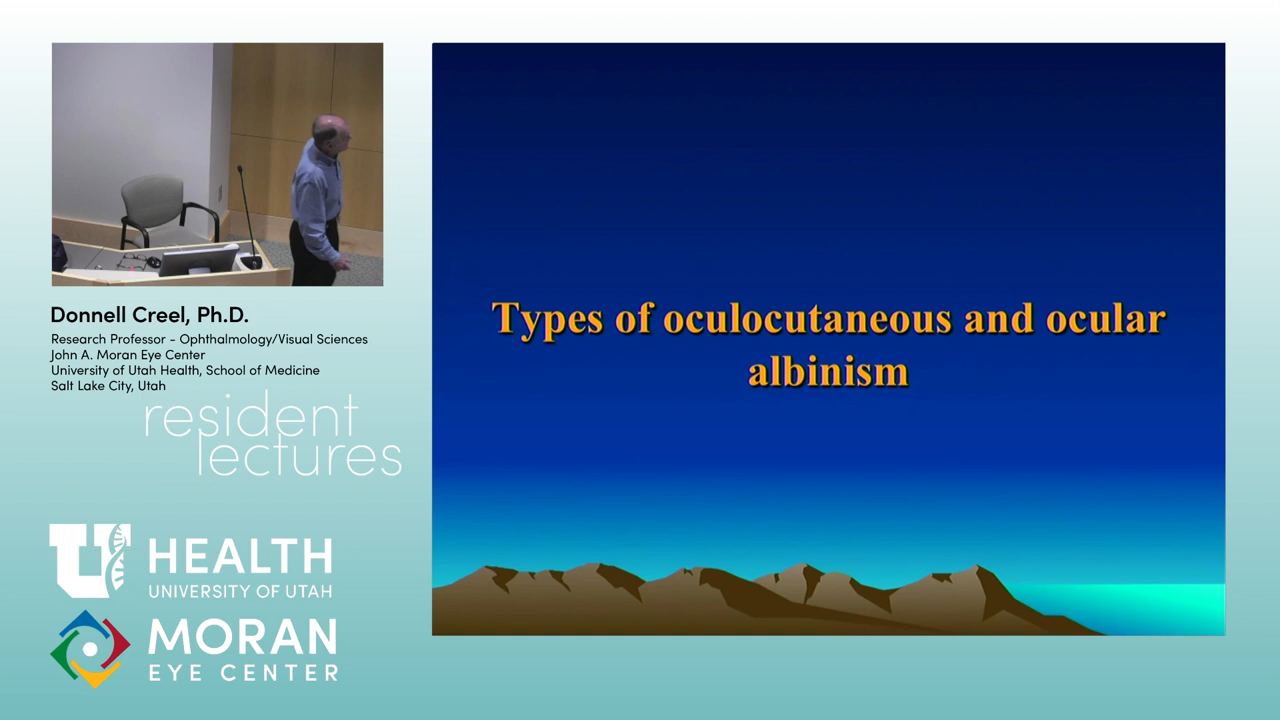 Donnell Creel, Ph.D.
Research Professor - Ophthalmology/Visual Sciences
John A. Moran Eye Center
University of Utah Health, School of Medicine
Salt Lake City, Utah
resident
lectures
U HEALTH
UNIVERSITY OF UTAH
MORAN
EYE CENTER
Types of oculocutaneous and ocular
albinism